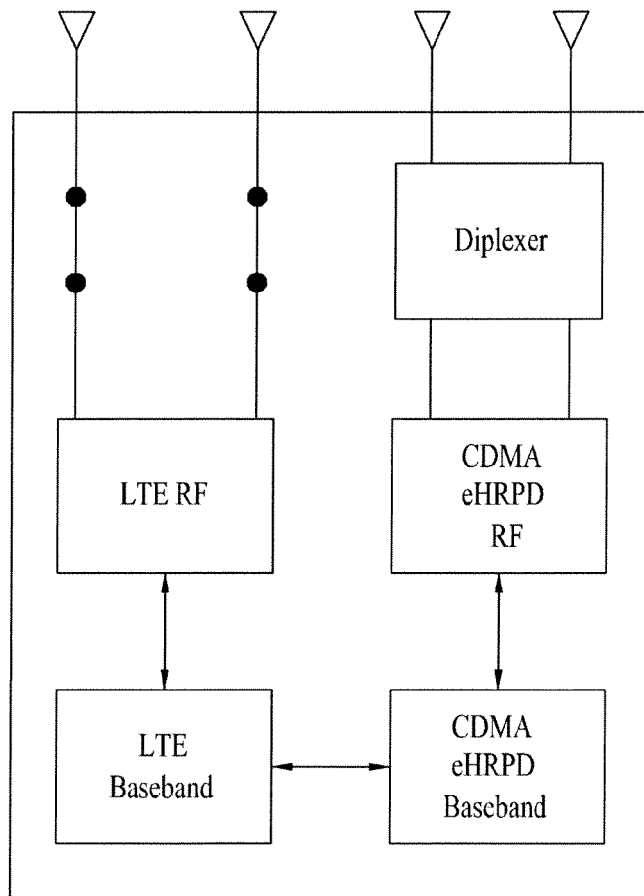 Diplexer
LTE RF
CDMA
eHRPD
RF
LTE
Baseband
CDMA
eHRPD
Baseband